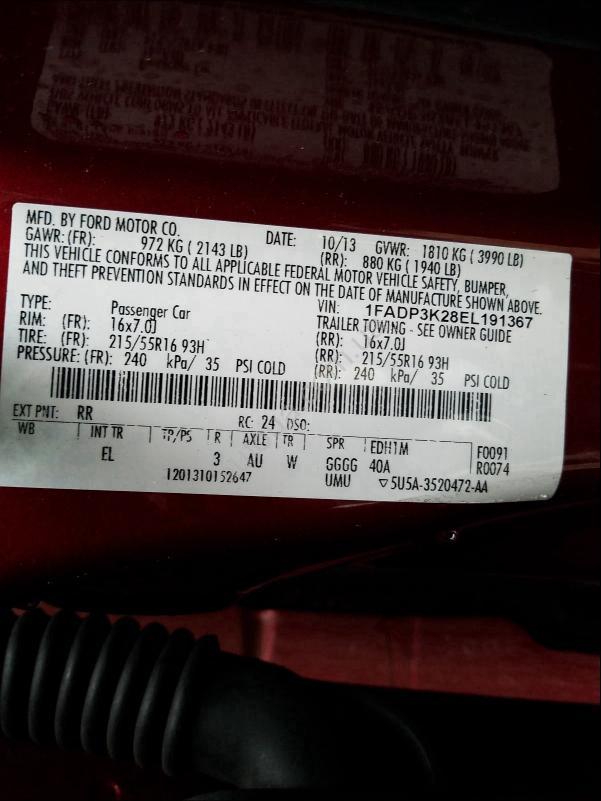 MFD. BY FORD MOTOR CO. DATE: 10/13 GVWR: 1810 KG ( 3990 LB)
GAWR: (FR): 972 KG ( 2143 LB) (RR): 880 KG ( 1940 LB)
THIS VEHICLE CONFORMS TO ALL APPLICABLE FEDERAL MOTOR VEHICLE SAFETY, BUMPER,
AND THEFT PREVENTION STANDARDS IN EFFECT ON THE DATE OF MANUFACTURE SHOWN ABOVE.
VIN: 1FADP3K28EL191367
TYPE: Passenger Car TRAILER TOWING - SEE OWNER GUIDE
RIM: (FR): 16x7.0J (RR): 16x7.0J
TIRE: (FR): 215/55R16 93H (RR): 215/55R16 93H
PRESSURE: (FR): 240 kPa/ 35 PSI COLD (RR): 240 kPa/ 35 PSI COLD
EXT PNT: RR RC: 24 DSO:
WB INT TR TP/PS R AXLE TR SPR EDH1M F0091
EL 3 AU W GGGG 40A R0074
1201310152647 UMU ▽5U5A-3520472-AA